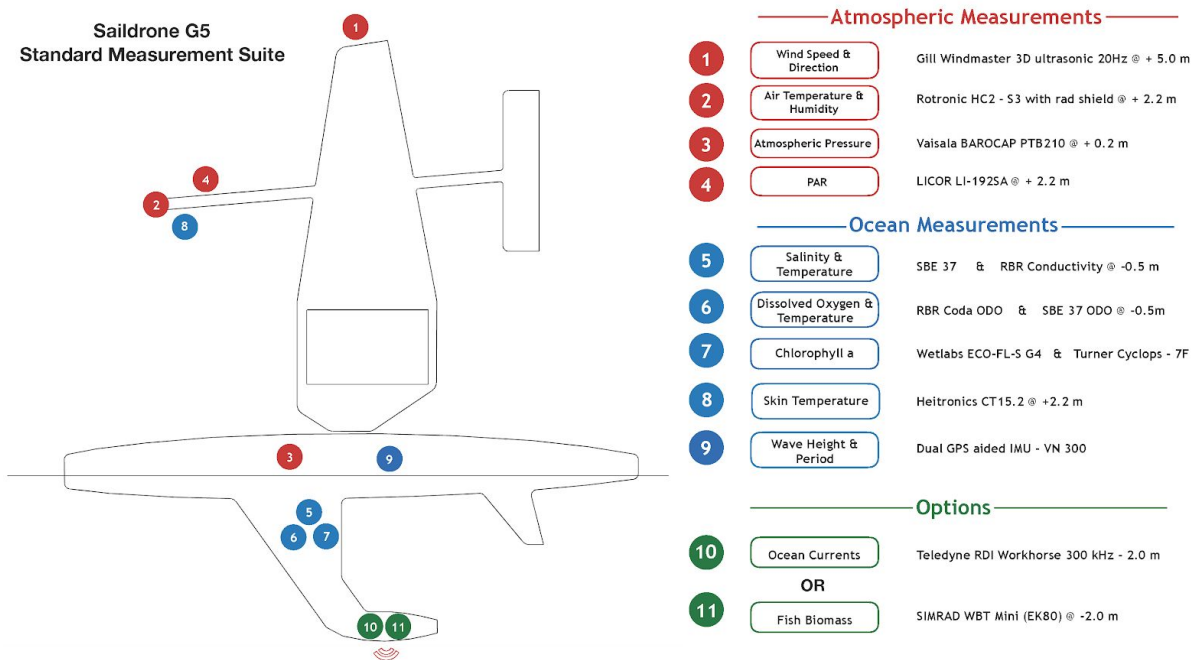 Saildrone G5
Standard Measurement Suite
1
2
4
8
3
9
5
6
7
10
11
Atmospheric Measurements
1
Wind Speed &
Direction
Gill Windmaster 3D ultrasonic 20Hz @ + 5.0 m
2
Air Temperature &
Humidity
Rotronic HC2 - S3 with rad shield @ + 2.2 m
3
Atmospheric Pressure
Vaisala BAROCAP PTB210 @ + 0.2 m
4
PAR
LICOR LI-192SA @ + 2.2 m
Ocean Measurements
5
Salinity &
Temperature
SBE 37 & RBR Conductivity @ -0.5 m
6
Dissolved Oxygen &
Temperature
RBR Coda ODO & SBE 37 ODO @ -0.5m
7
Chlorophyll a
Wetlabs ECO-FL-S G4 & Turner Cyclops - 7F
8
Skin Temperature
Heitronics CT15.2 @ +2.2 m
9
Wave Height &
Period
Dual GPS aided IMU - VN 300
Options
10
Ocean Currents
Teledyne RDI Workhorse 300 kHz - 2.0 m
OR
11
Fish Biomass
SIMRAD WBT Mini (EK80) @ -2.0 m